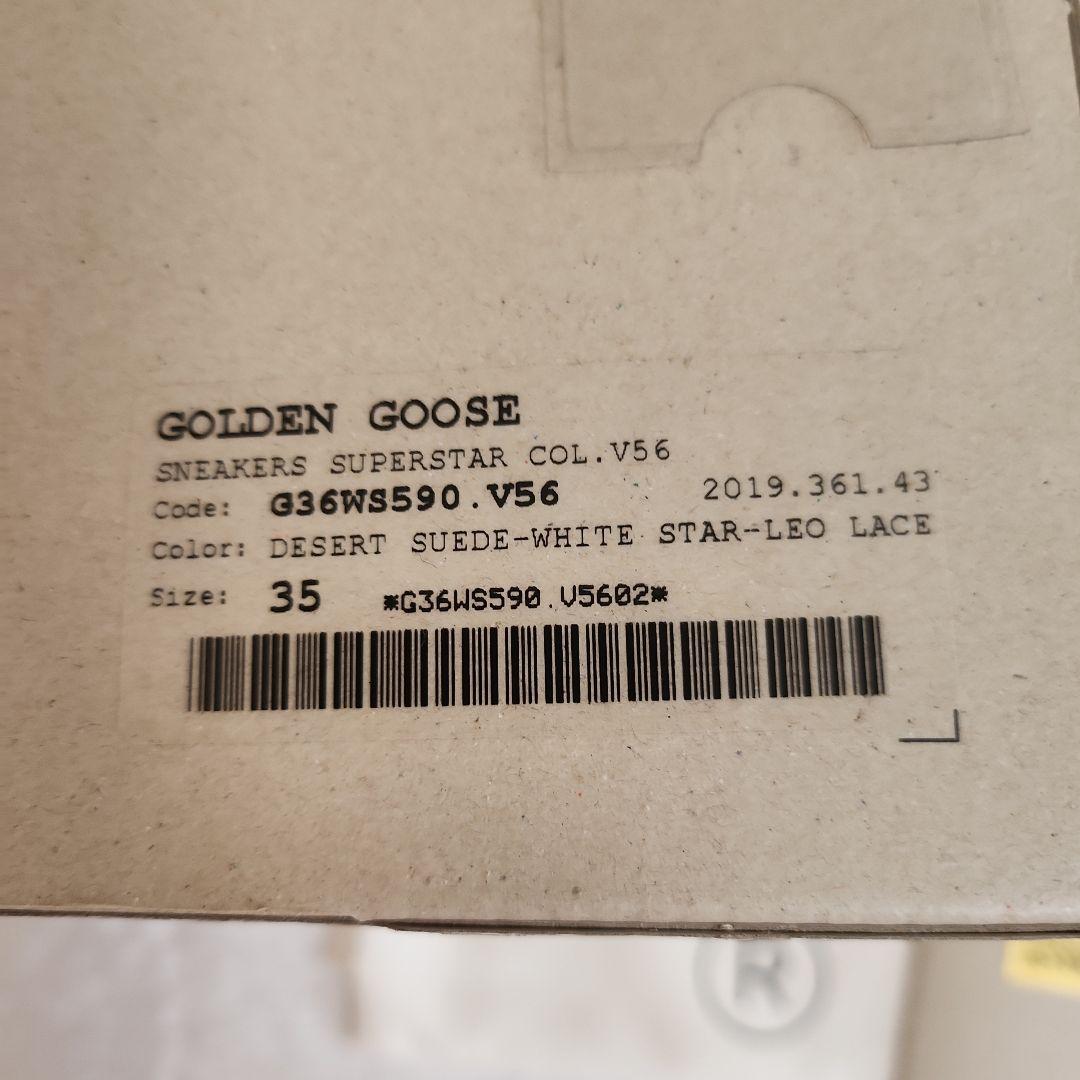 GOLDEN GOOSE
SNEAKERS SUPERSTAR COL.V56
Code: G36WS590.V56 2019.361.43
Color: DESERT SUEDE-WHITE STAR-LEO LACE
Size: 35 *G36WS590.V5602*
R